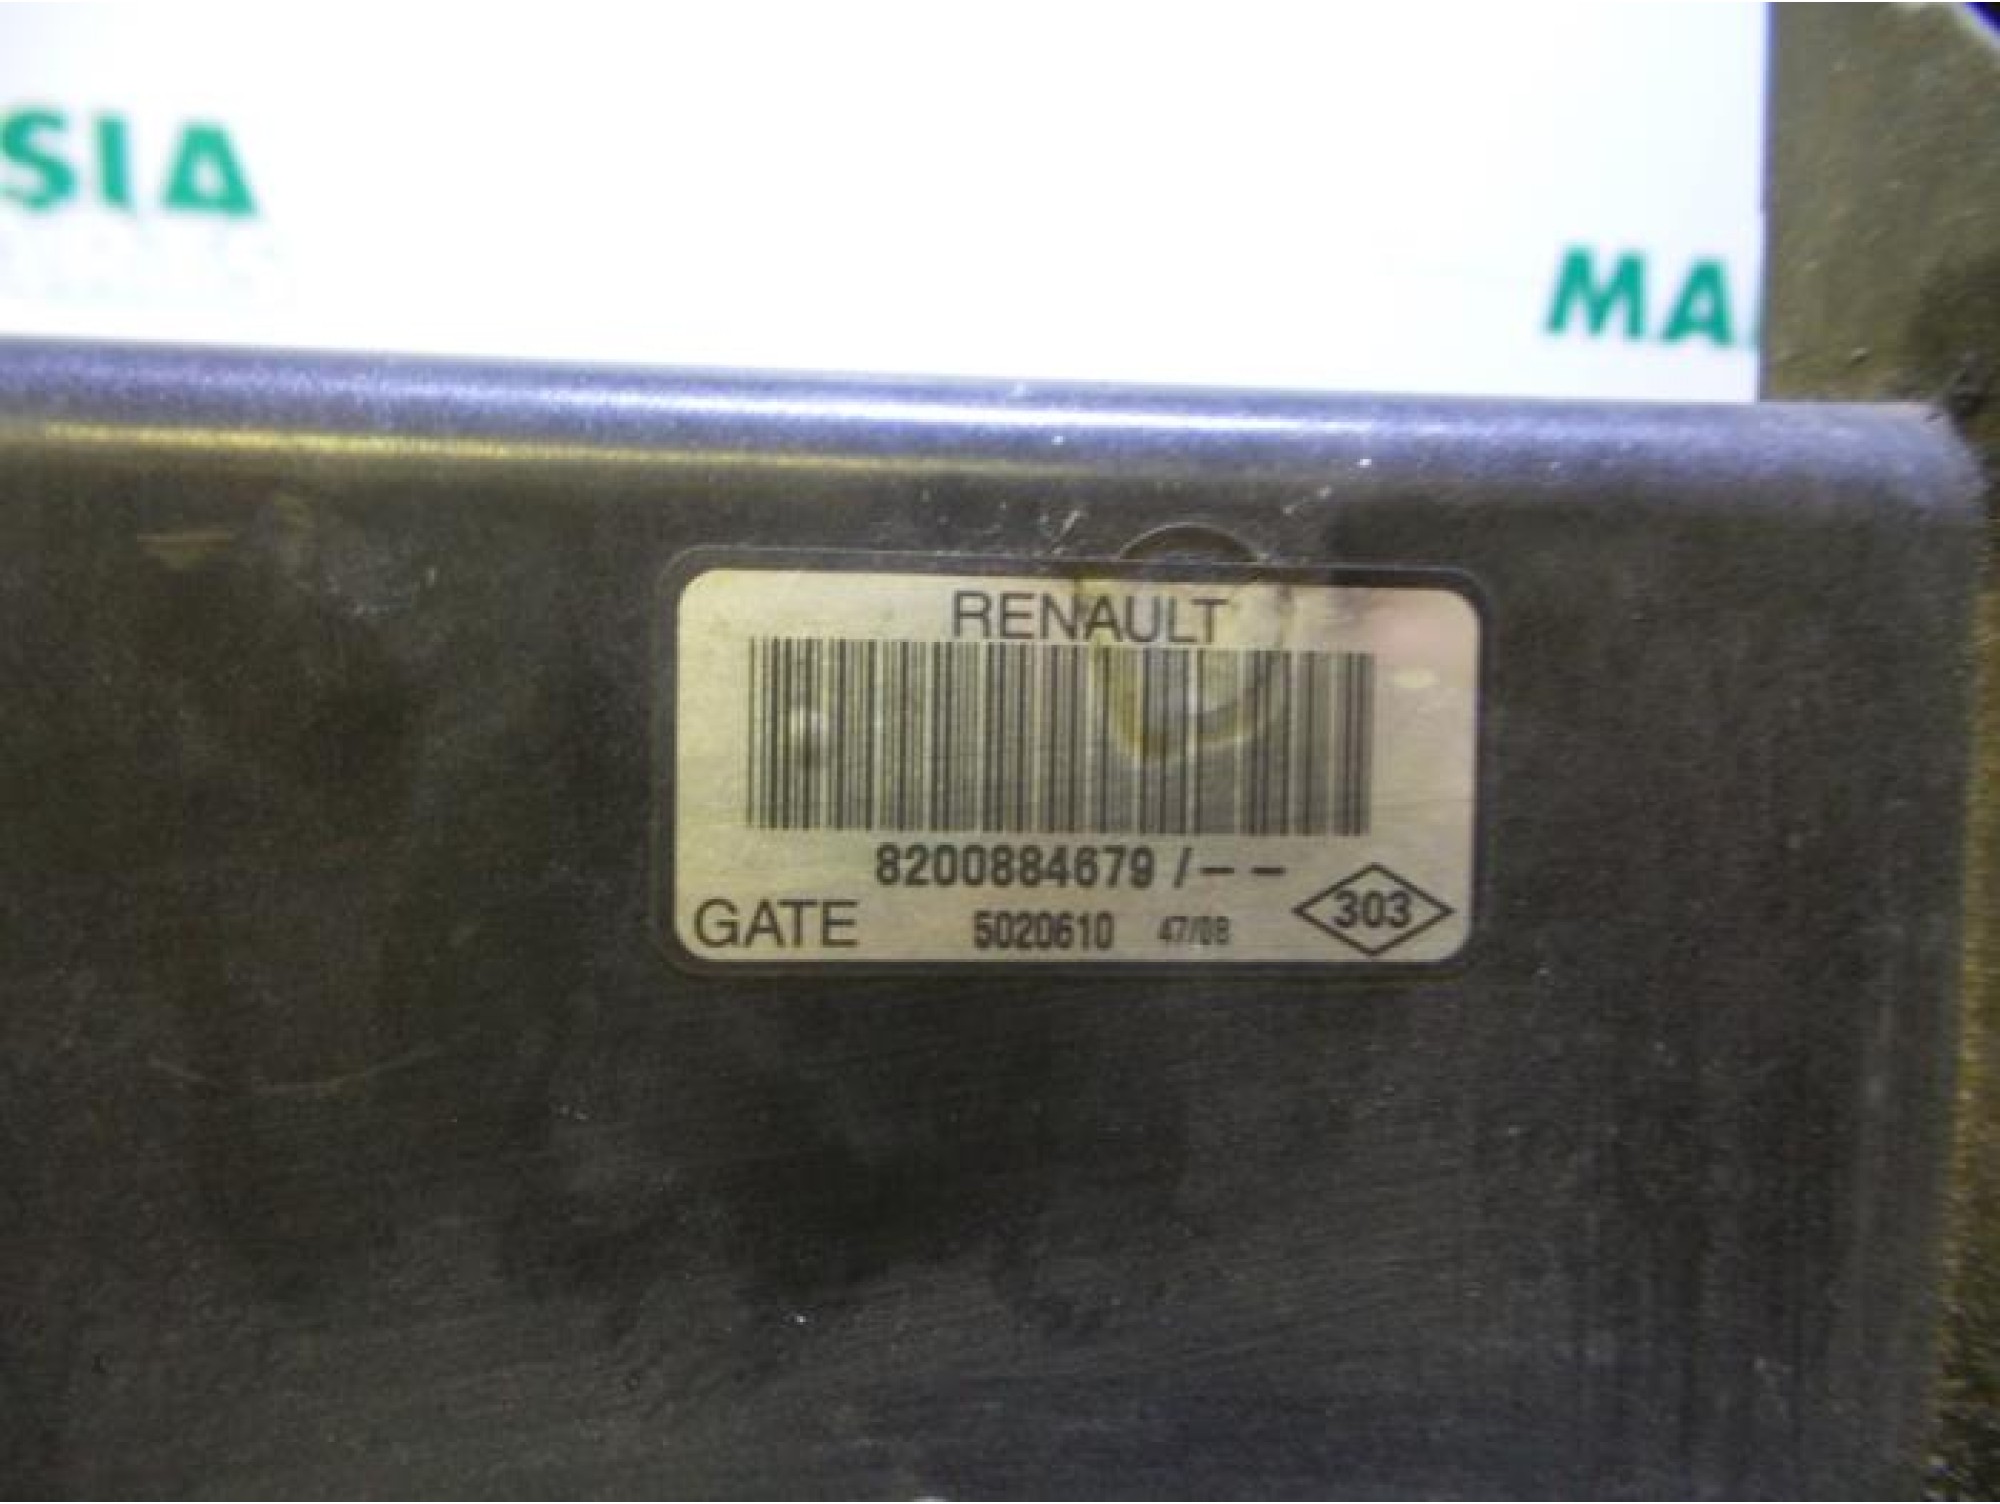 SIA
MA
RENAULT
8200884679 /--
GATE 5020610 47/08 303